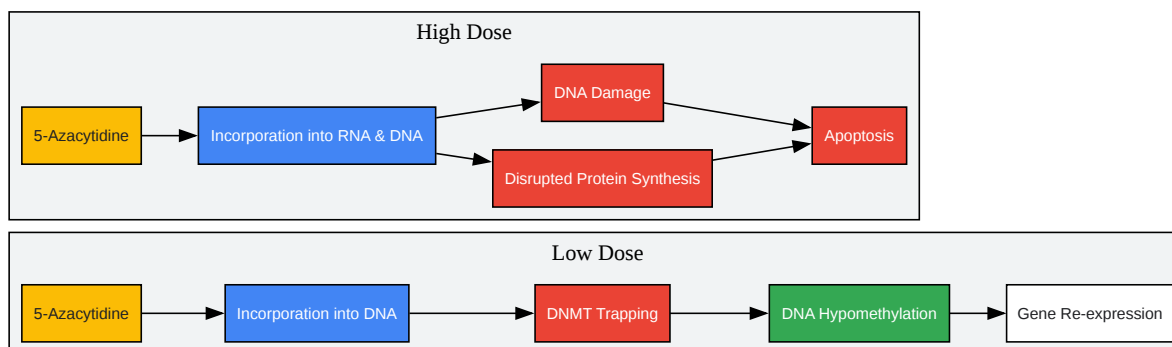 High Dose
5-Azacytidine
Incorporation into RNA & DNA
DNA Damage
Disrupted Protein Synthesis
Apoptosis
Low Dose
5-Azacytidine
Incorporation into DNA
DNMT Trapping
DNA Hypomethylation
Gene Re-expression